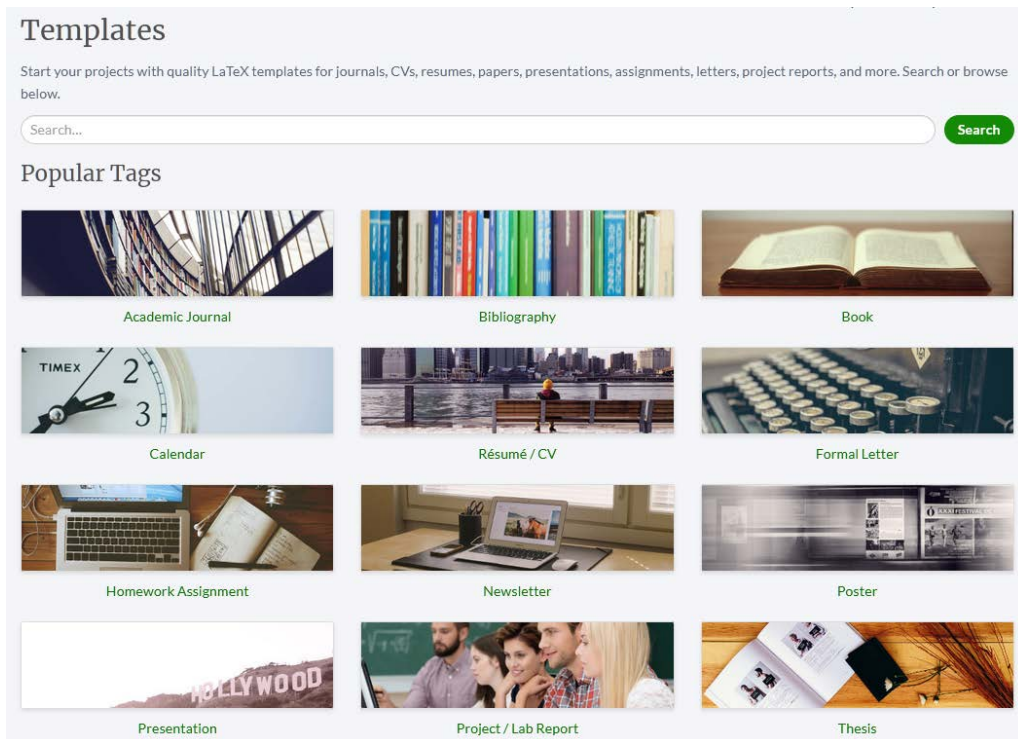 Templates
Start your projects with quality LaTeX templates for journals, CVs, resumes, papers, presentations, assignments, letters, project reports, and more. Search or browse
below.
Search...
Search
Popular Tags
Academic Journal
Bibliography
Book
TIMEX
2
3
Calendar
Résumé / CV
Formal Letter
Homework Assignment
Newsletter
Poster
HOLLYWOOD
Presentation
Project / Lab Report
Thesis